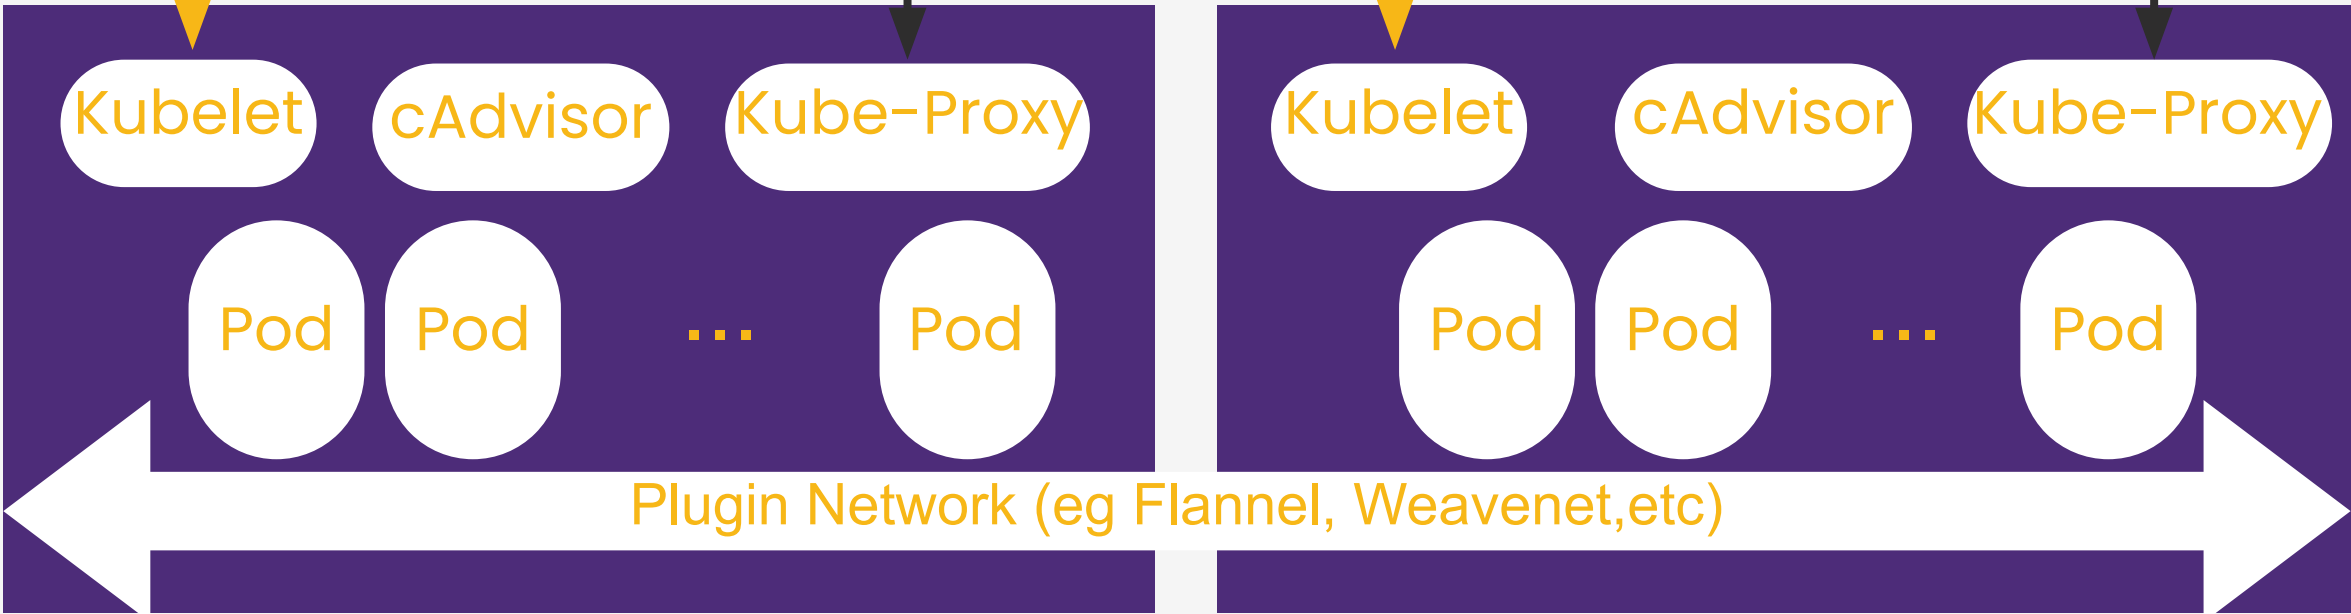 Kubelet cAdvisor Kube-Proxy
Kubelet cAdvisor Kube-Proxy
Pod Pod ... Pod
Pod Pod ... Pod
Plugin Network (eg Flannel, Weavenet,etc)